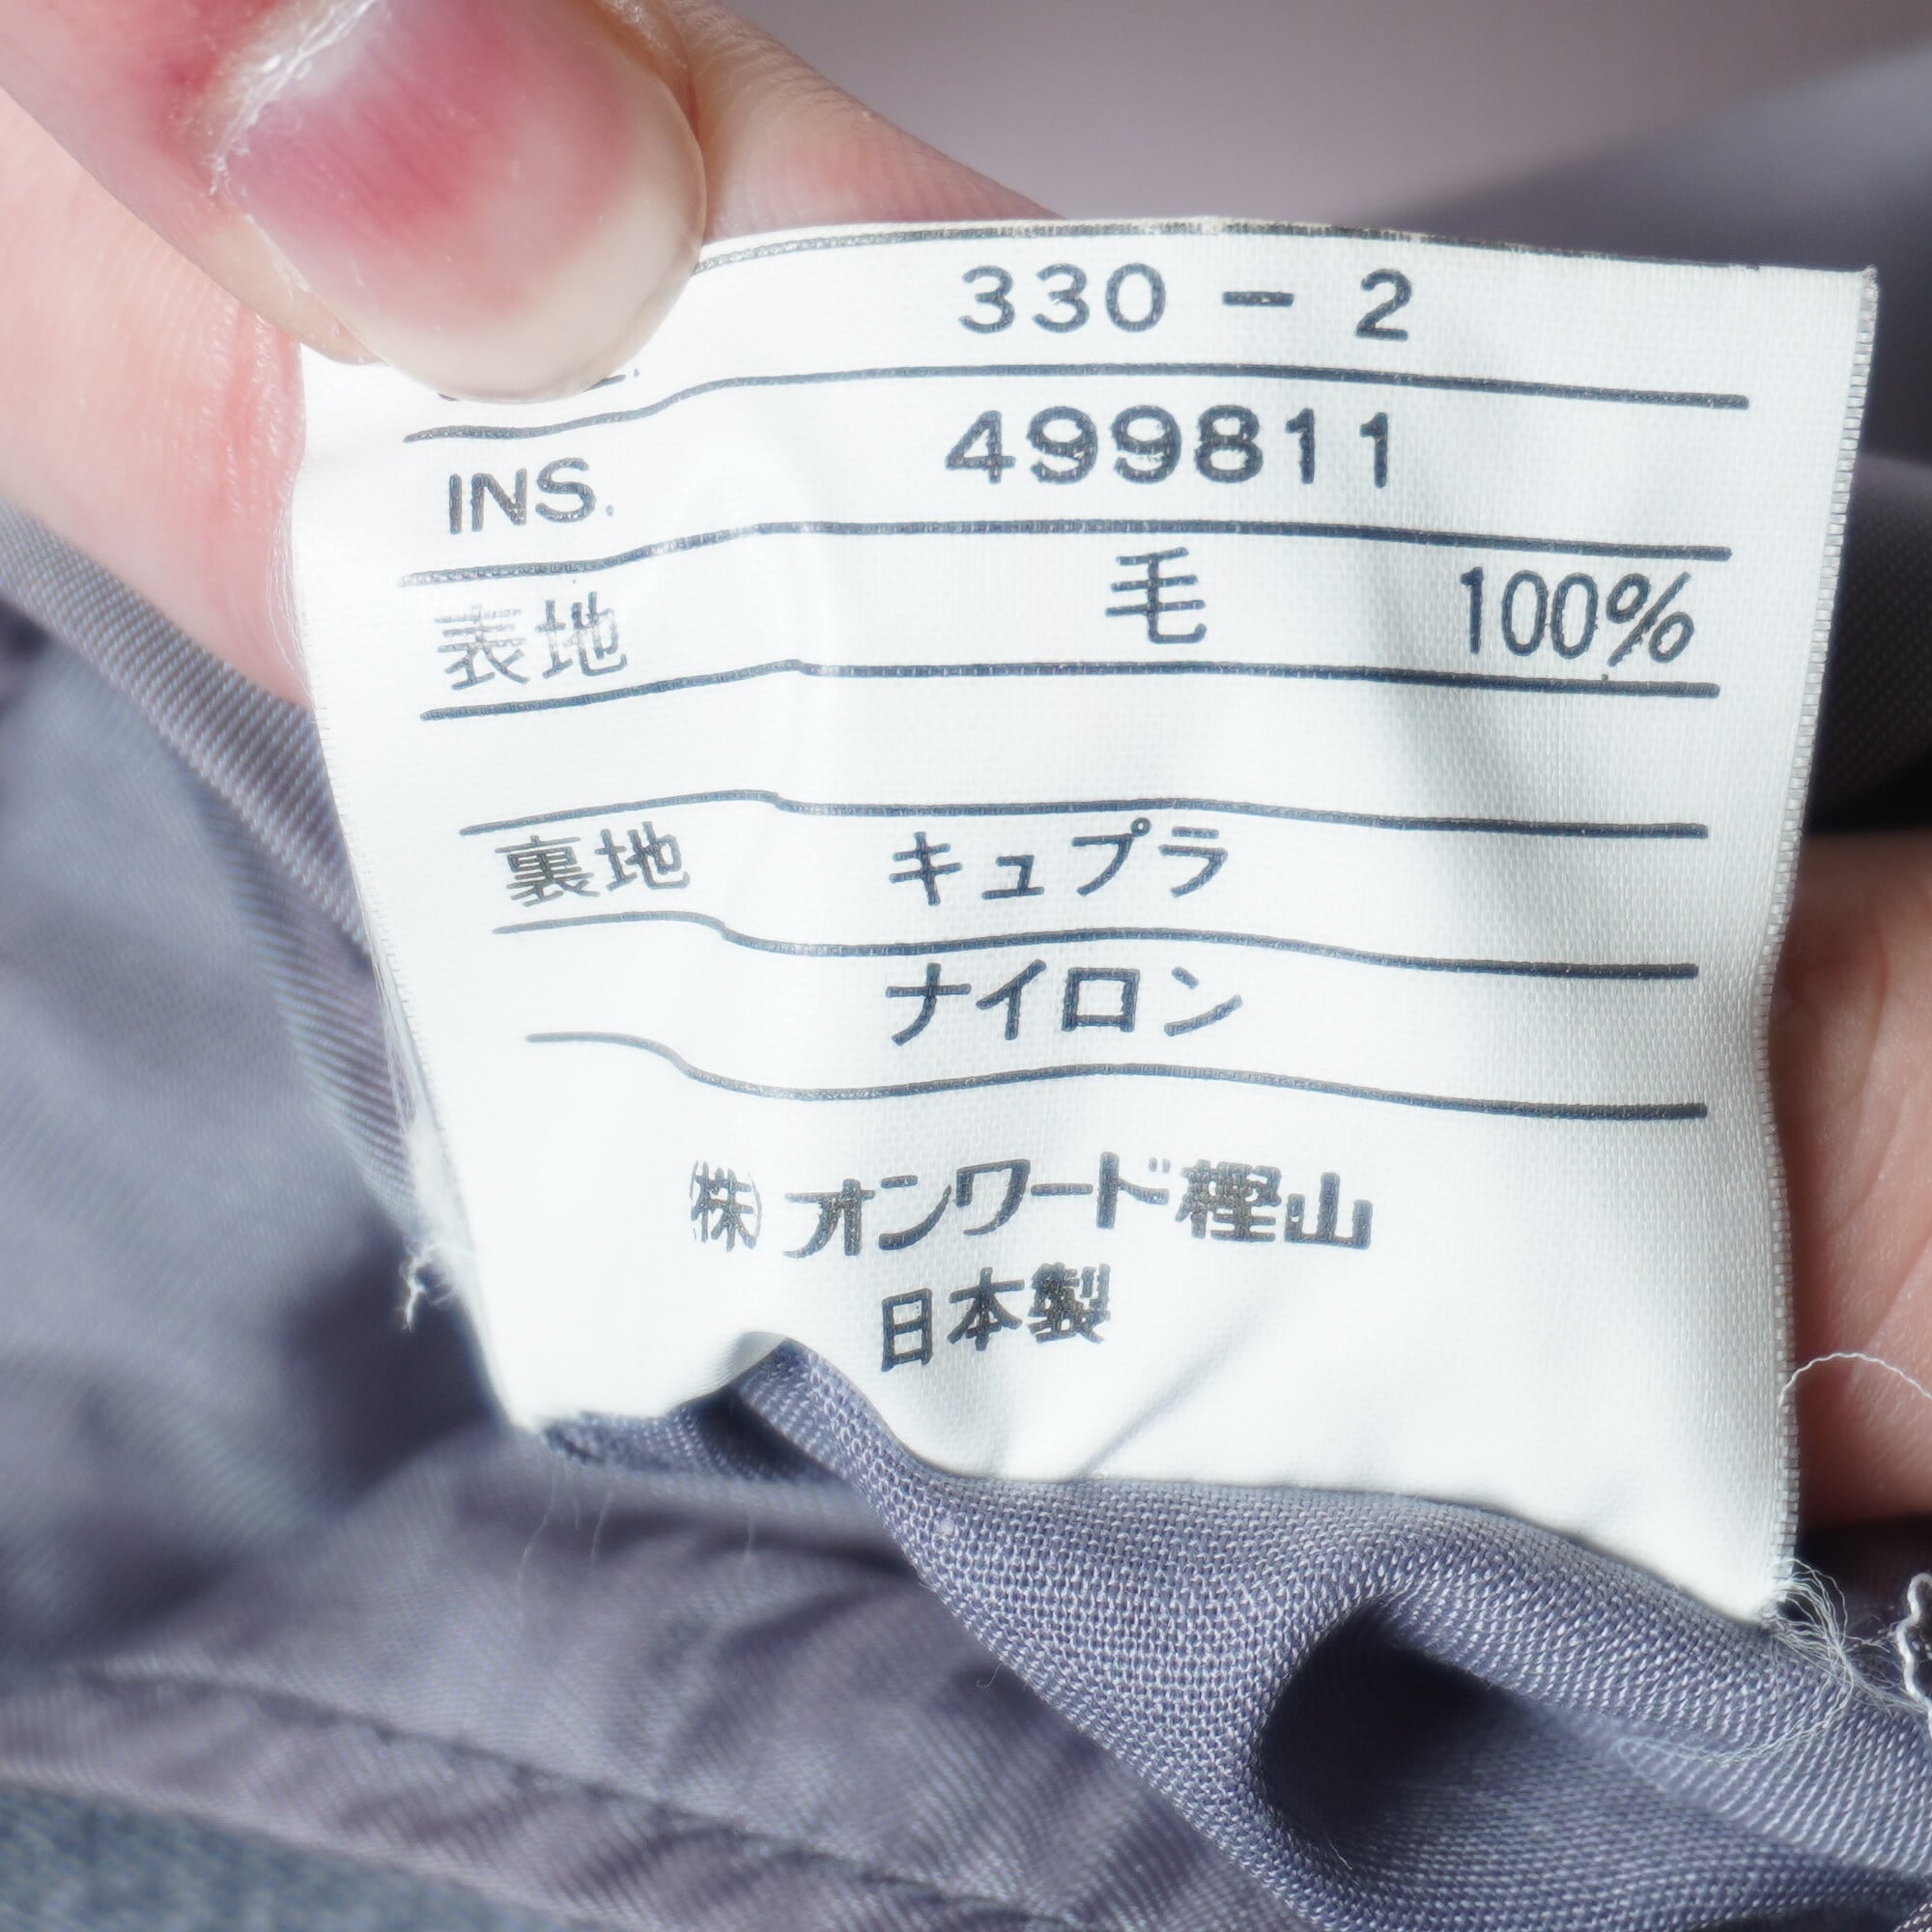 330 - 2
INS. 499811
表地 毛 100%
裏地 キュプラ
ナイロン
㈱ オンワード樫山
日本製